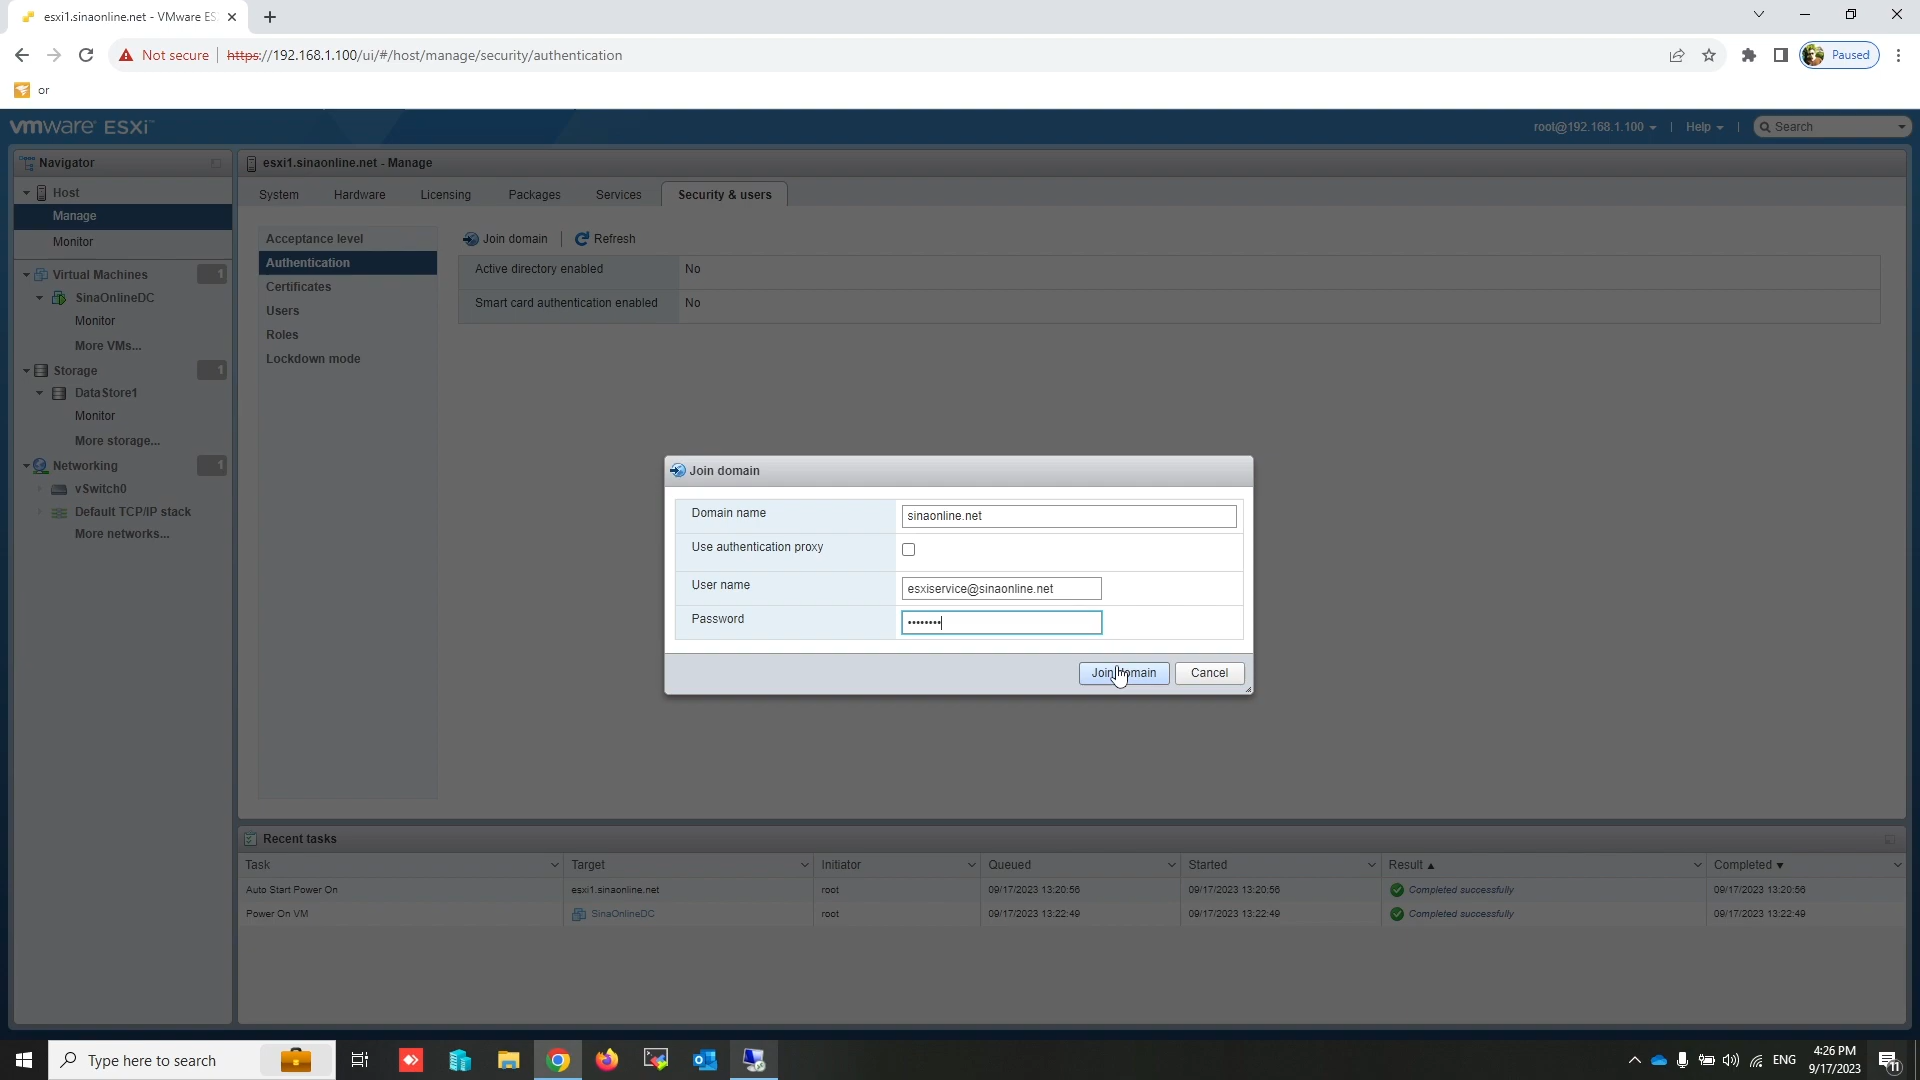 esxi1.sinaonline.net - VMware ES
Not secure https://192.168.1.100/ui/#/host/manage/security/authentication
Paused
or
vmware ESXi™
root@192.168.1.100 | Help | Search
Navigator
Host
Manage
Monitor
Virtual Machines 1
SinaOnlineDC
Monitor
More VMs...
Storage 1
DataStore1
Monitor
More storage...
Networking 1
vSwitch0
Default TCP/IP stack
More networks...
esxi1.sinaonline.net - Manage
System Hardware Licensing Packages Services Security & users
Acceptance level
Authentication
Certificates
Users
Roles
Lockdown mode
Join domain | Refresh
Active directory enabled No
Smart card authentication enabled No
Join domain
Domain name sinaonline.net
Use authentication proxy
User name esxiservice@sinaonline.net
Password ••••••••
Join domain Cancel
Recent tasks
Task Target Initiator Queued Started Result Completed
Auto Start Power On esxi1.sinaonline.net root 09/17/2023 13:20:56 09/17/2023 13:20:56 Completed successfully 09/17/2023 13:20:56
Power On VM SinaOnlineDC root 09/17/2023 13:22:49 09/17/2023 13:22:49 Completed successfully 09/17/2023 13:22:49
Type here to search
ENG
4:26 PM
9/17/2023
11